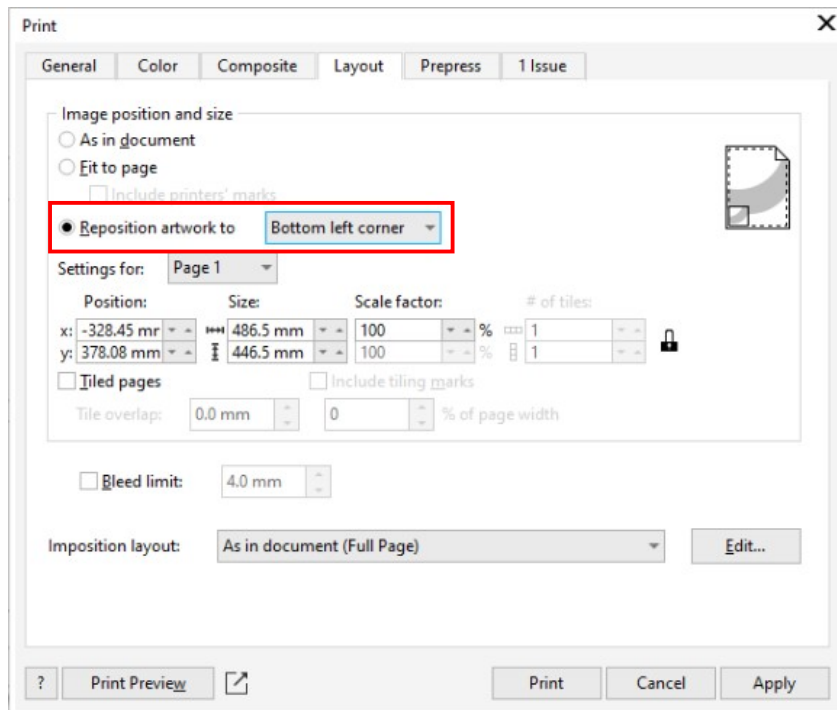 Print
General Color Composite Layout Prepress 1 Issue
Image position and size
As in document
Fit to page
Include printers' marks
Reposition artwork to Bottom left corner
Settings for: Page 1
Position: Size: Scale factor: # of tiles:
x: -328.45 mr 486.5 mm 100 % 1
y: 378.08 mm 446.5 mm 100 % 1
Tiled pages Include tiling marks
Tile overlap: 0.0 mm 0 % of page width
Bleed limit: 4.0 mm
Imposition layout: As in document (Full Page) Edit...
? Print Preview Print Cancel Apply